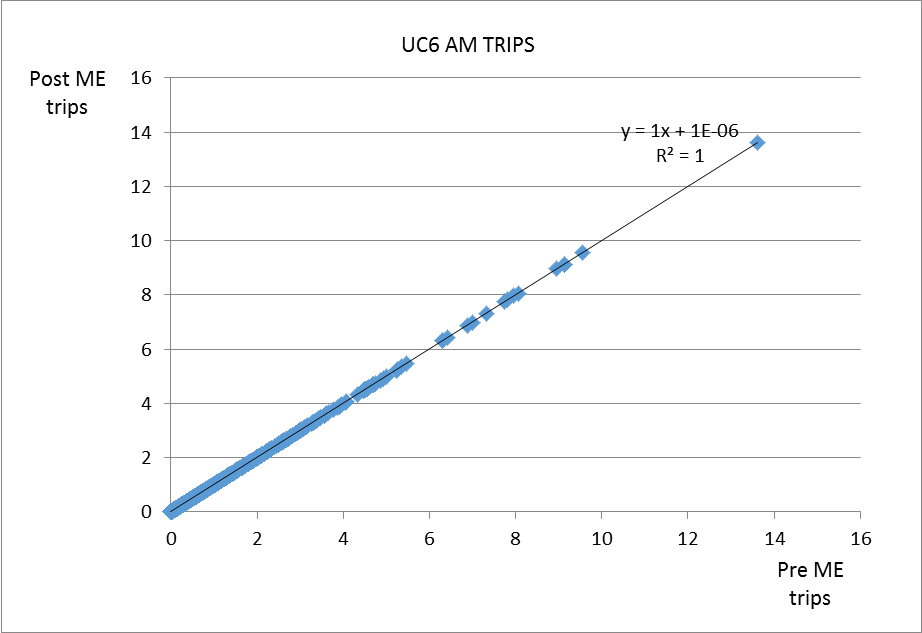 UC6 AM TRIPS
Post ME
trips
16
14
12
10
8
6
4
2
0
y = 1x + 1E-06
R² = 1
0 2 4 6 8 10 12 14 16
Pre ME
trips